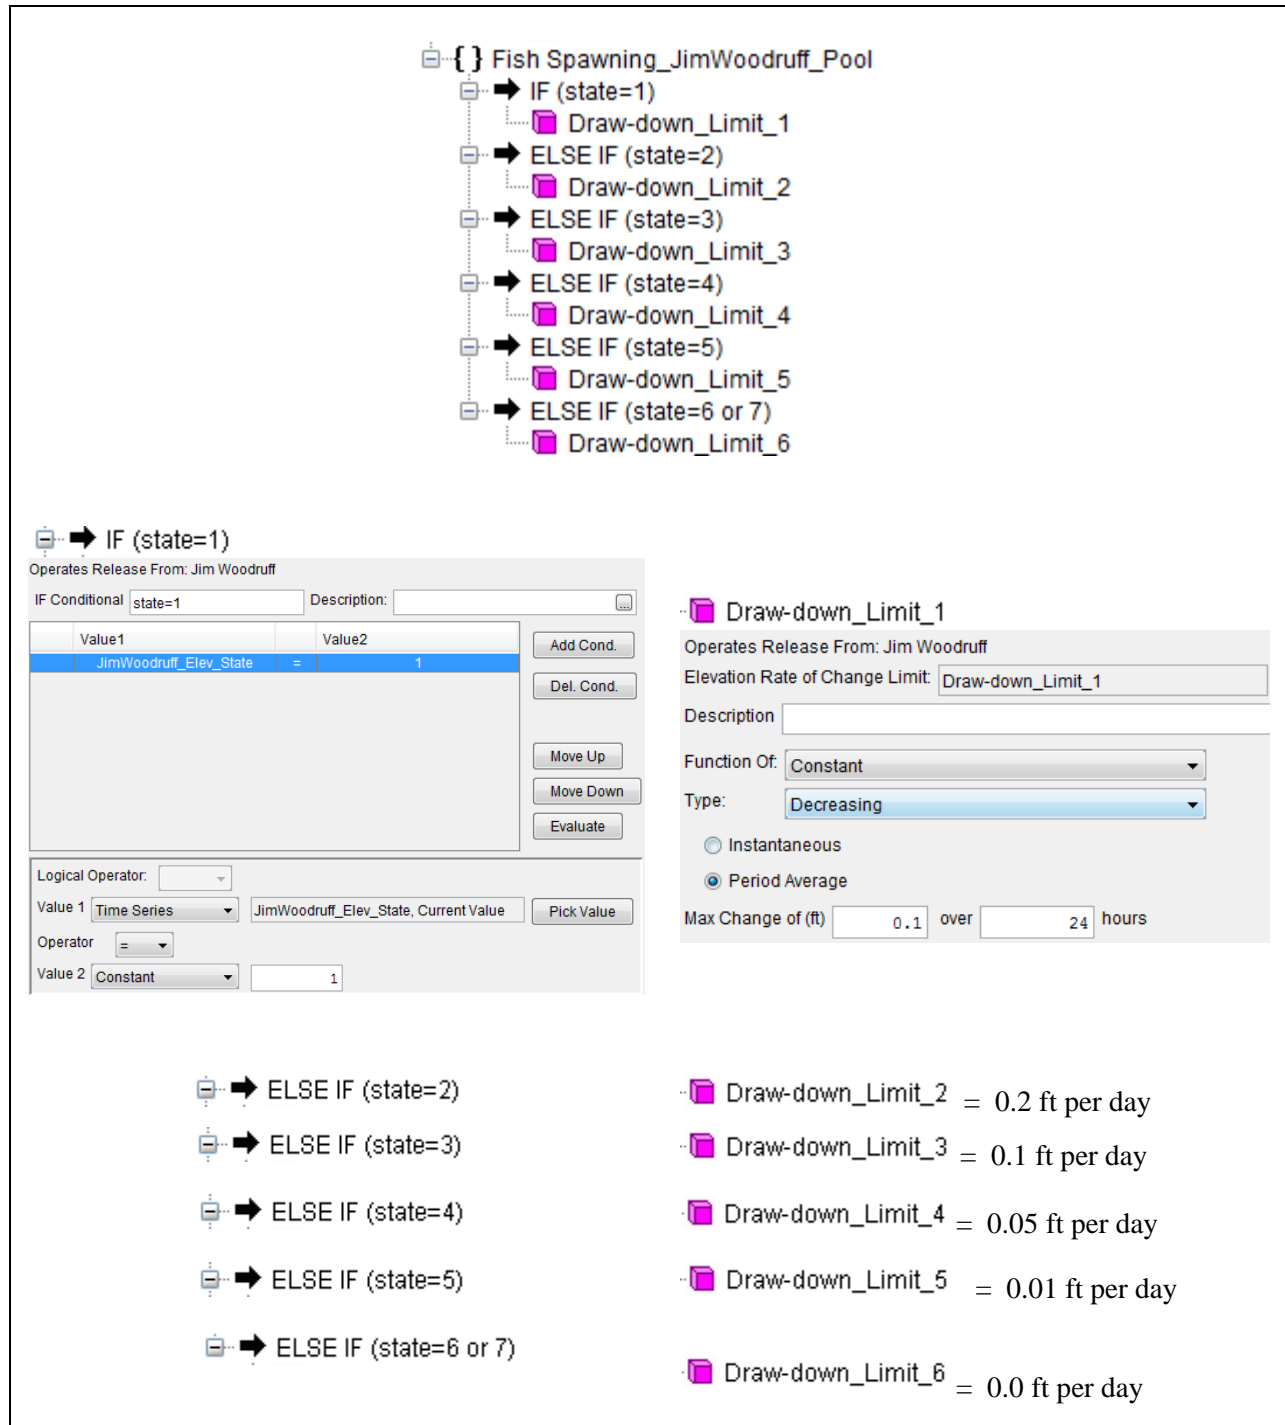 { } Fish Spawning_JimWoodruff_Pool
IF (state=1)
Draw-down_Limit_1
ELSE IF (state=2)
Draw-down_Limit_2
ELSE IF (state=3)
Draw-down_Limit_3
ELSE IF (state=4)
Draw-down_Limit_4
ELSE IF (state=5)
Draw-down_Limit_5
ELSE IF (state=6 or 7)
Draw-down_Limit_6
IF (state=1)
Operates Release From: Jim Woodruff
IF Conditional state=1 Description: ...
Value1 Value2
JimWoodruff_Elev_State = 1
Add Cond.
Del. Cond.
Move Up
Move Down
Evaluate
Logical Operator:
Value 1 Time Series JimWoodruff_Elev_State, Current Value Pick Value
Operator =
Value 2 Constant 1
Draw-down_Limit_1
Operates Release From: Jim Woodruff
Elevation Rate of Change Limit: Draw-down_Limit_1
Description
Function Of: Constant
Type: Decreasing
Instantaneous
Period Average
Max Change of (ft) 0.1 over 24 hours
ELSE IF (state=2) Draw-down_Limit_2 = 0.2 ft per day
ELSE IF (state=3) Draw-down_Limit_3 = 0.1 ft per day
ELSE IF (state=4) Draw-down_Limit_4 = 0.05 ft per day
ELSE IF (state=5) Draw-down_Limit_5 = 0.01 ft per day
ELSE IF (state=6 or 7) Draw-down_Limit_6 = 0.0 ft per day